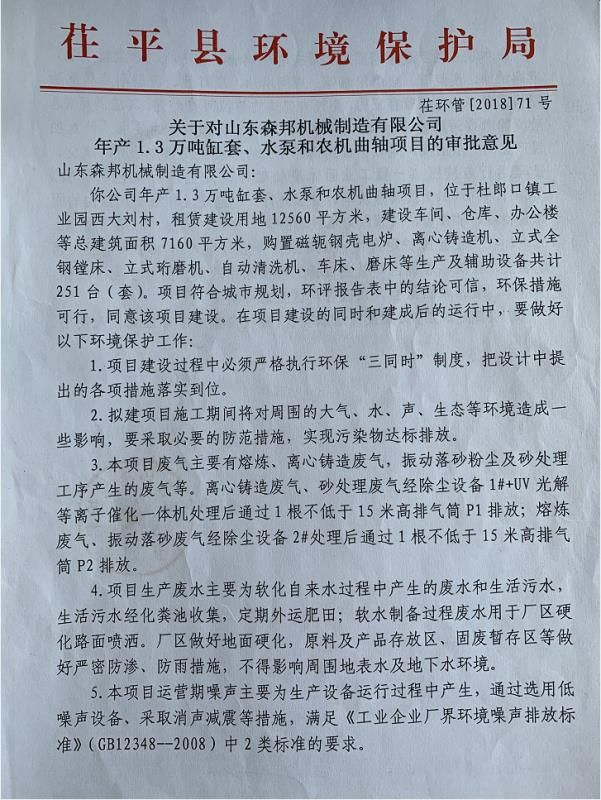 茌平县环境保护局
茌环管[2018]71号
关于对山东森邦机械制造有限公司
年产1.3万吨缸套、水泵和农机曲轴项目的审批意见
山东森邦机械制造有限公司：
你公司年产1.3万吨缸套、水泵和农机曲轴项目，位于杜郎口镇工
业园西大刘村，租赁建设用地12560平方米，建设车间、仓库、办公楼
等总建筑面积7160平方米，购置磁轭钢壳电炉、离心铸造机、立式全
钢镗床、立式珩磨机、自动清洗机、车床、磨床等生产及辅助设备共计
251台（套）。项目符合城市规划，环评报告表中的结论可信，环保措施
可行，同意该项目建设。在项目建设的同时和建成后的运行中，要做好
以下环境保护工作：
1.项目建设过程中必须严格执行环保“三同时”制度，把设计中提
出的各项措施落实到位。
2.拟建项目施工期间将对周围的大气、水、声、生态等环境造成一
些影响，要采取必要的防范措施，实现污染物达标排放。
3.本项目废气主要有熔炼、离心铸造废气，振动落砂粉尘及砂处理
工序产生的废气等。离心铸造废气、砂处理废气经除尘设备1#+UV光解
等离子催化一体机处理后通过1根不低于15米高排气筒P1排放；熔炼
废气、振动落砂废气经除尘设备2#处理后通过1根不低于15米高排气
筒P2排放。
4.项目生产废水主要为软化自来水过程中产生的废水和生活污水，
生活污水经化粪池收集，定期外运肥田；软水制备过程废水用于厂区硬
化路面喷洒。厂区做好地面硬化，原料及产品存放区、固废暂存区等做
好严密防渗、防雨措施，不得影响周围地表水及地下水环境。
5.本项目运营期噪声主要为生产设备运行过程中产生，通过选用低
噪声设备、采取消声减震等措施，满足《工业企业厂界环境噪声排放标
准》（GB12348--2008）中2类标准的要求。